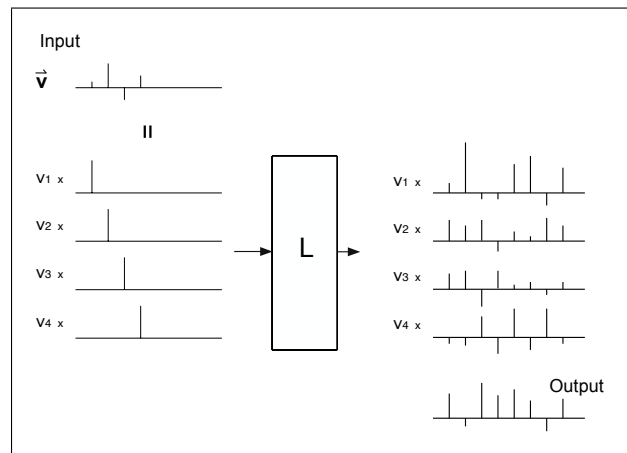 Input
v
=
v1 x
v2 x
v3 x
v4 x
L
v1 x
v2 x
v3 x
v4 x
Output